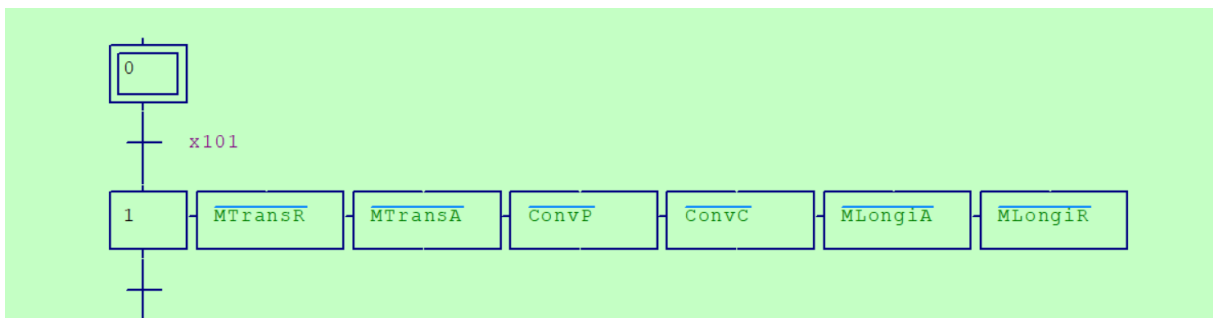 0
x101
1 MTransR MTransA ConvP ConvC MLongiA MLongiR